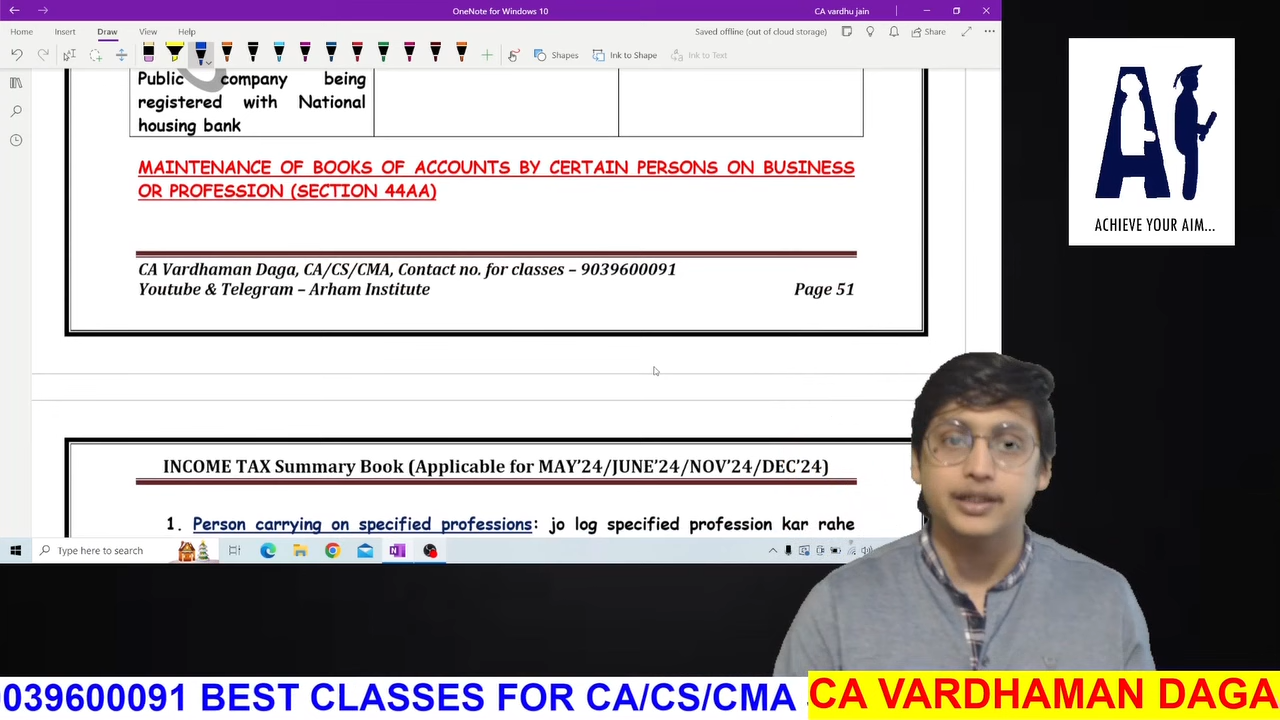 OneNote for Windows 10
CA vardhu jain
Home Insert Draw View Help
Saved offline (out of cloud storage)
Share
Shapes
Ink to Shape
Ink to Text
Public company being
registered with National
housing bank
MAINTENANCE OF BOOKS OF ACCOUNTS BY CERTAIN PERSONS ON BUSINESS
OR PROFESSION (SECTION 44AA)
CA Vardhaman Daga, CA/CS/CMA, Contact no. for classes – 9039600091
Youtube & Telegram – Arham Institute
Page 51
INCOME TAX Summary Book (Applicable for MAY'24/JUNE'24/NOV'24/DEC'24)
1. Person carrying on specified professions: jo log specified profession kar rahe
Type here to search
AI
ACHIEVE YOUR AIM...
9039600091 BEST CLASSES FOR CA/CS/CMA
CA VARDHAMAN DAGA